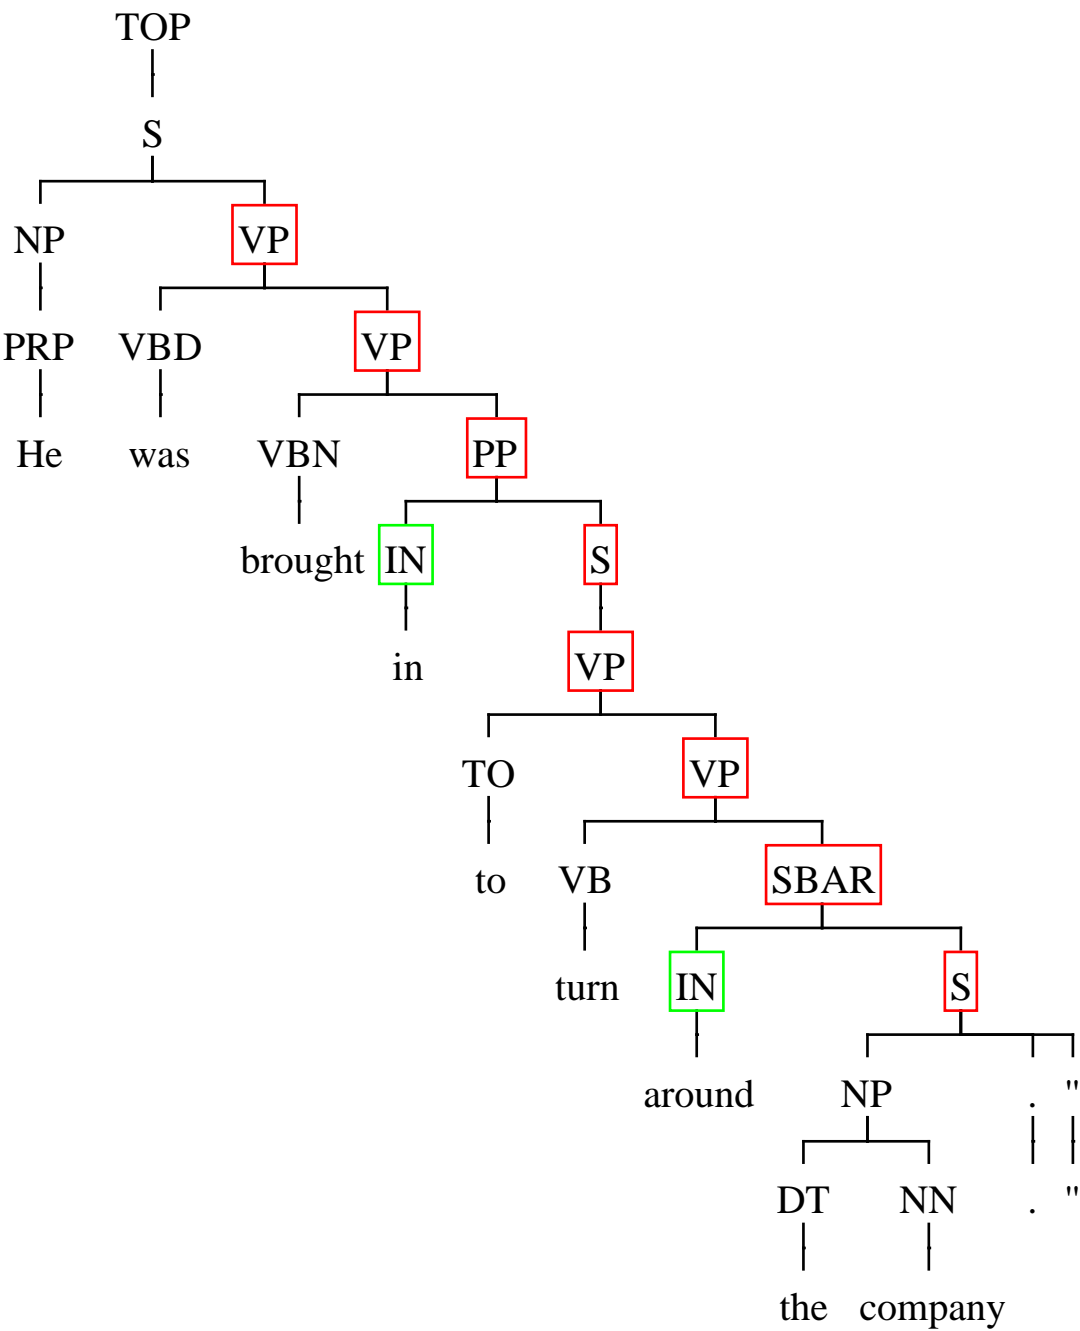 TOP
S
NP VP
PRP VBD VP
He was VBN PP
brought IN S
in VP
TO VP
to VB SBAR
turn IN S
around NP . "
DT NN . "
the company